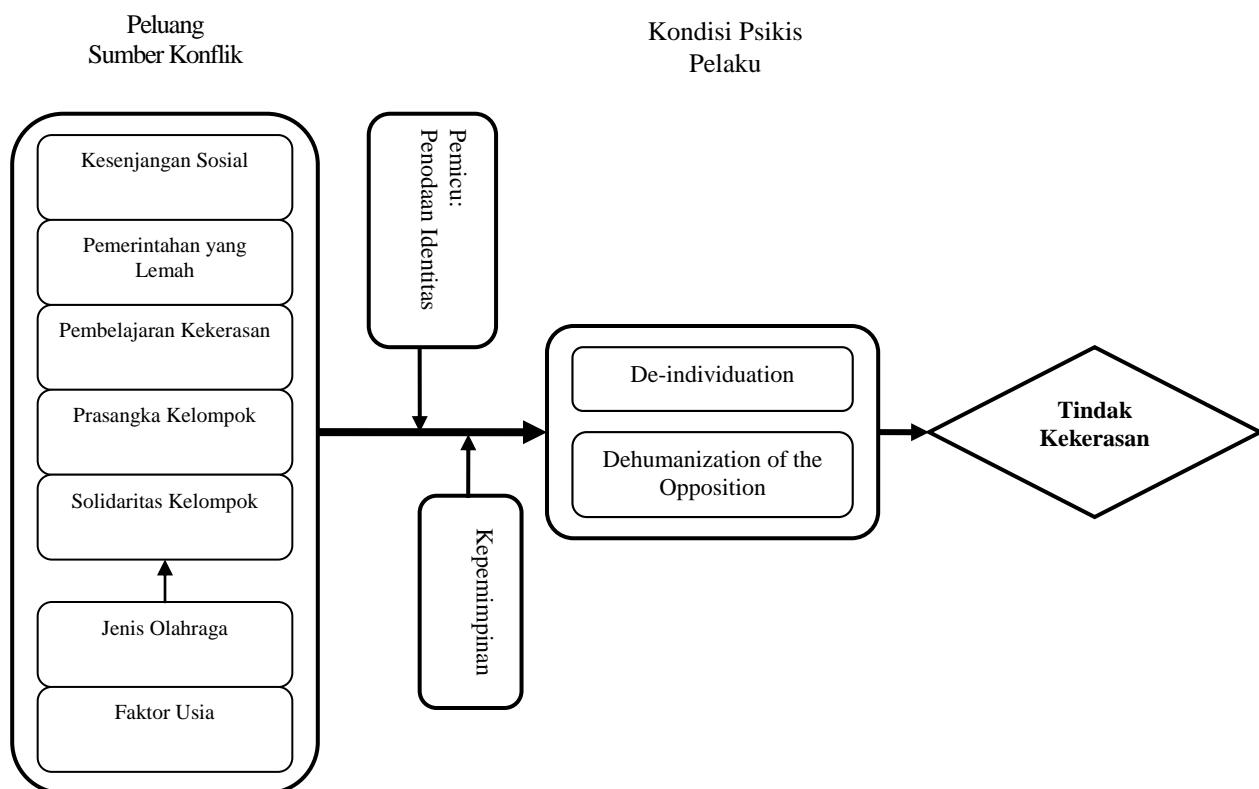 Peluang
Sumber Konflik
Kondisi Psikis
Pelaku
Kesenjangan Sosial
Pemerintahan yang
Lemah
Pembelajaran Kekerasan
Prasangka Kelompok
Solidaritas Kelompok
Jenis Olahraga
Faktor Usia
Pemicu:
Penodaan Identitas
Kepemimpinan
De-individuation
Dehumanization of the
Opposition
Tindak
Kekerasan